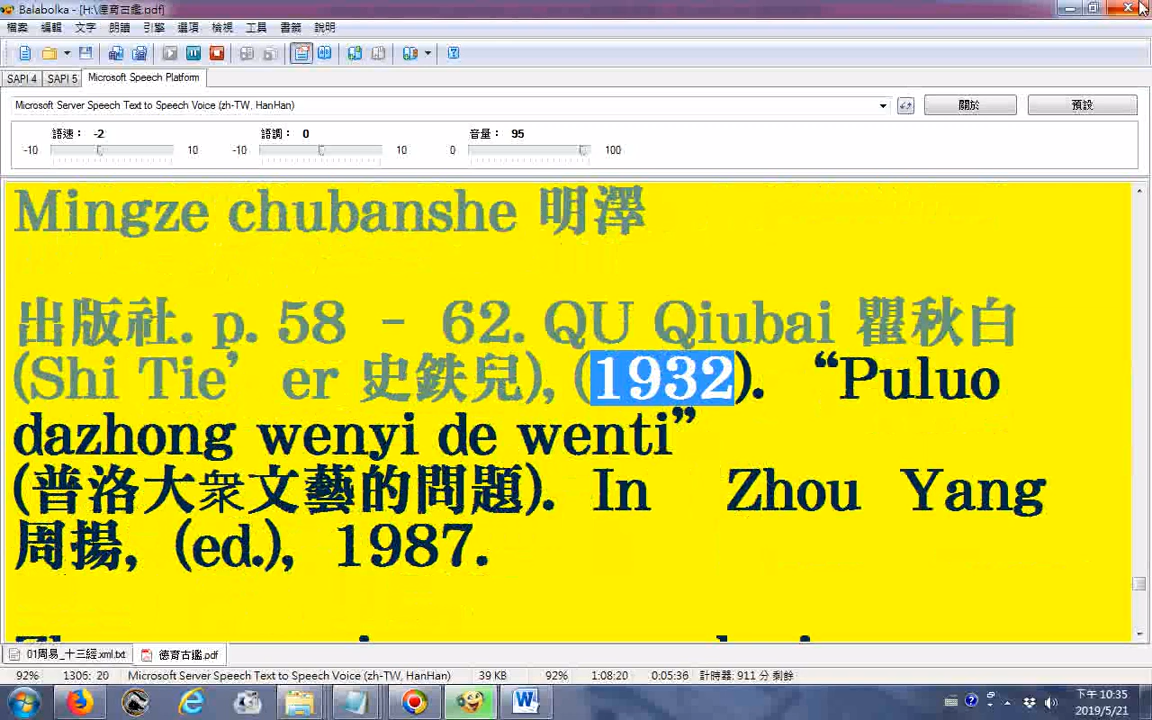 Balabolka - [H:\德育古鑑.pdf]
檔案 編輯 文字 朗讀 引擎 選項 檢視 工具 書籤 說明
SAPI 4 SAPI 5 Microsoft Speech Platform
Microsoft Server Speech Text to Speech Voice (zh-TW, HanHan) 關於 預設
語速： -2 語調： 0 音量： 95
-10 10 -10 10 0 100
Mingze chubanshe 明澤
出版社. p. 58 - 62. QU Qiubai 瞿秋白
(Shi Tie’ er 史鉄兒), (1932). “Puluo
dazhong wenyi de wenti”
(普洛大衆文藝的問題). In Zhou Yang
周揚, (ed.), 1987.
01周易_十三經.xml.txt 德育古鑑.pdf
92% 1305: 20 Microsoft Server Speech Text to Speech Voice (zh-TW, HanHan) 39 KB 92% 1:08:20 0:05:36 計時器: 911 分 剩餘
下午 10:35
2019/5/21